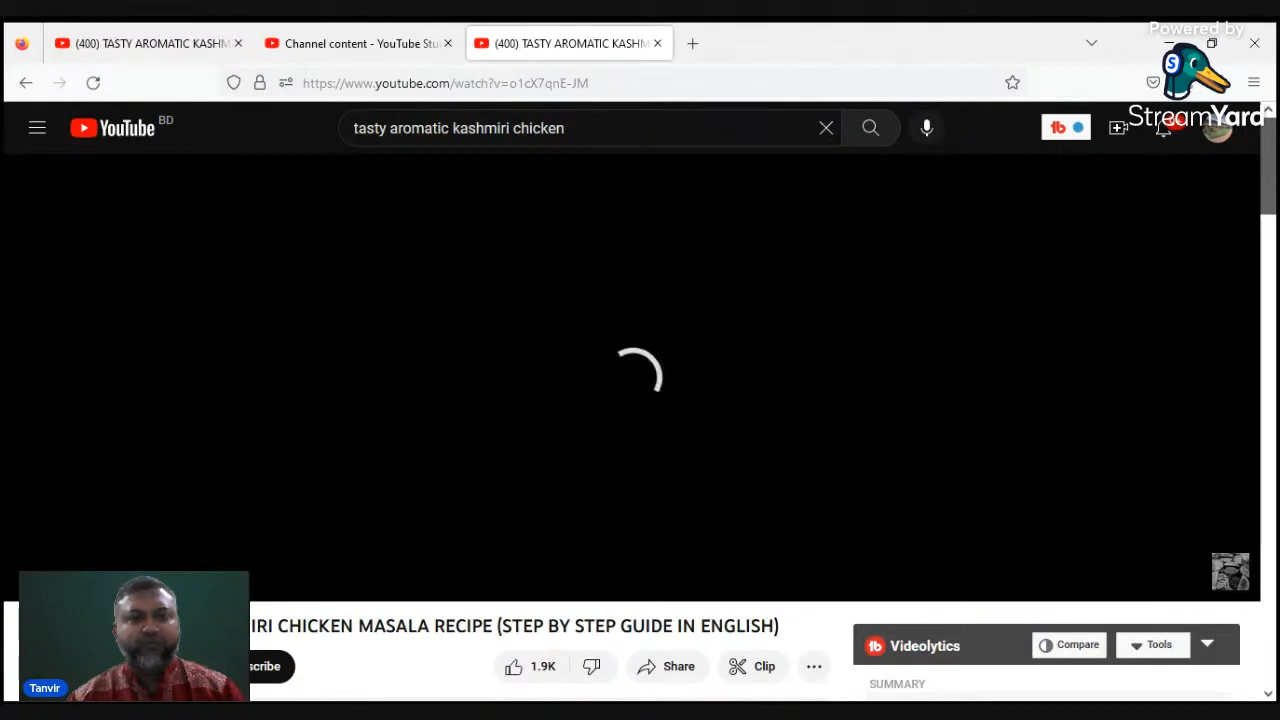 Powered by
StreamYard
(400) TASTY AROMATIC KASHM
Channel content - YouTube Stu
(400) TASTY AROMATIC KASHM
https://www.youtube.com/watch?v=o1cX7qnE-JM
YouTube BD
tasty aromatic kashmiri chicken
IRI CHICKEN MASALA RECIPE (STEP BY STEP GUIDE IN ENGLISH)
scribe
1.9K
Share
Clip
Videolytics
Compare
Tools
SUMMARY
Tanvir